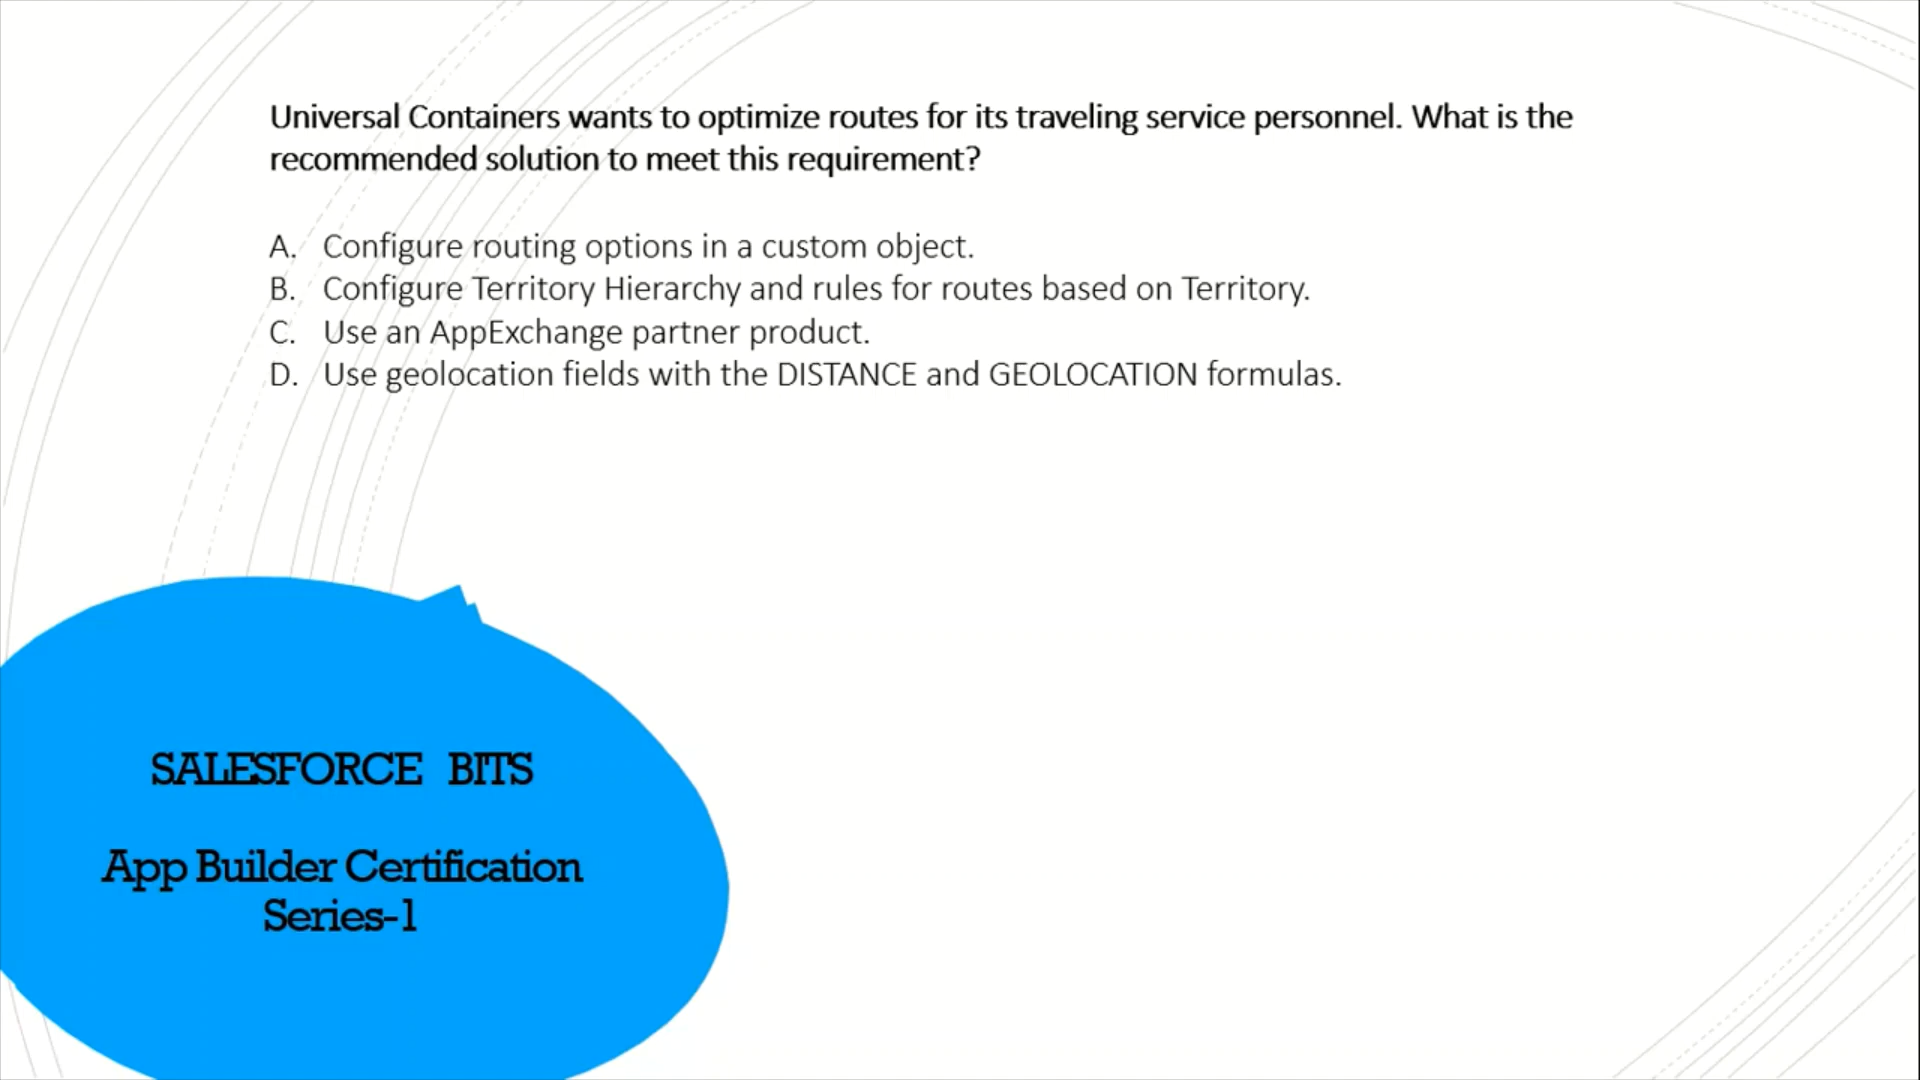 Universal Containers wants to optimize routes for its traveling service personnel. What is the
recommended solution to meet this requirement?
A. Configure routing options in a custom object.
B. Configure Territory Hierarchy and rules for routes based on Territory.
C. Use an AppExchange partner product.
D. Use geolocation fields with the DISTANCE and GEOLOCATION formulas.
SALESFORCE BITS
App Builder Certification
Series-1